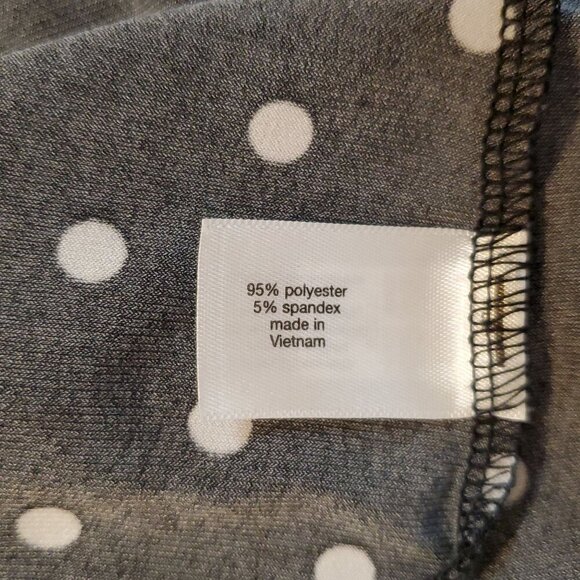 95% polyester
5% spandex
made in
Vietnam